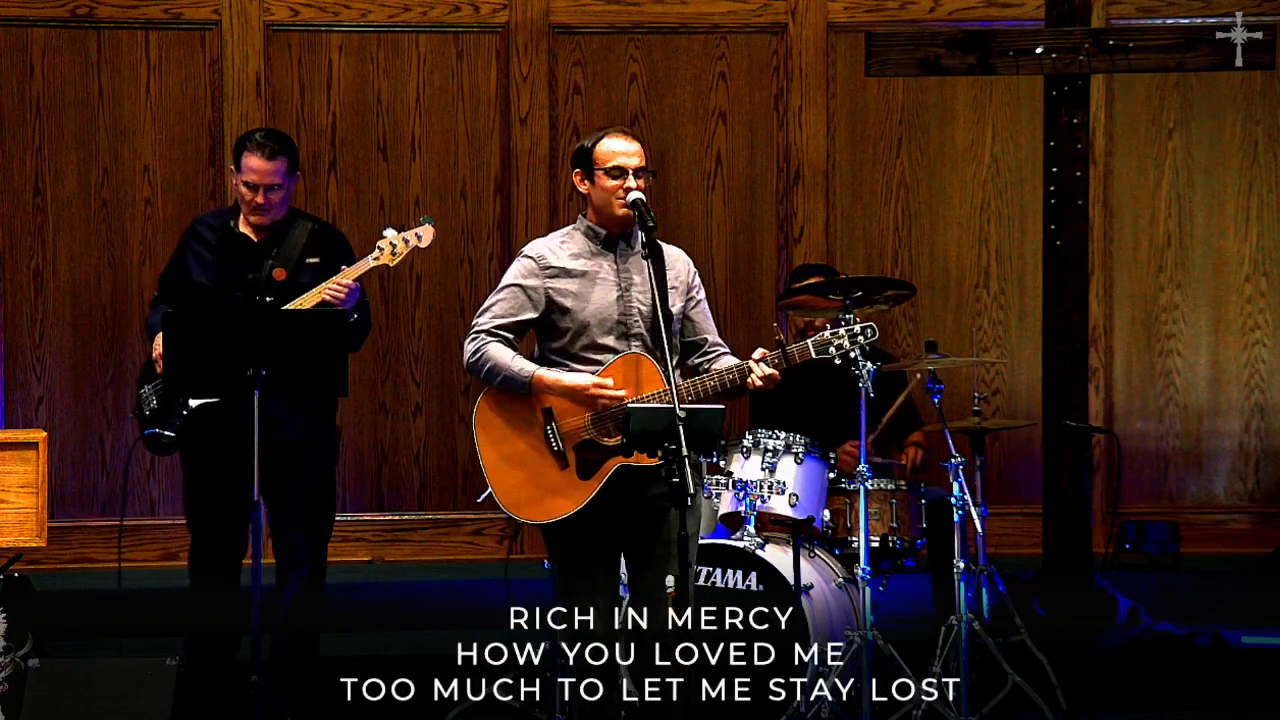 TAMA.
RICH IN MERCY
HOW YOU LOVED ME
TOO MUCH TO LET ME STAY LOST